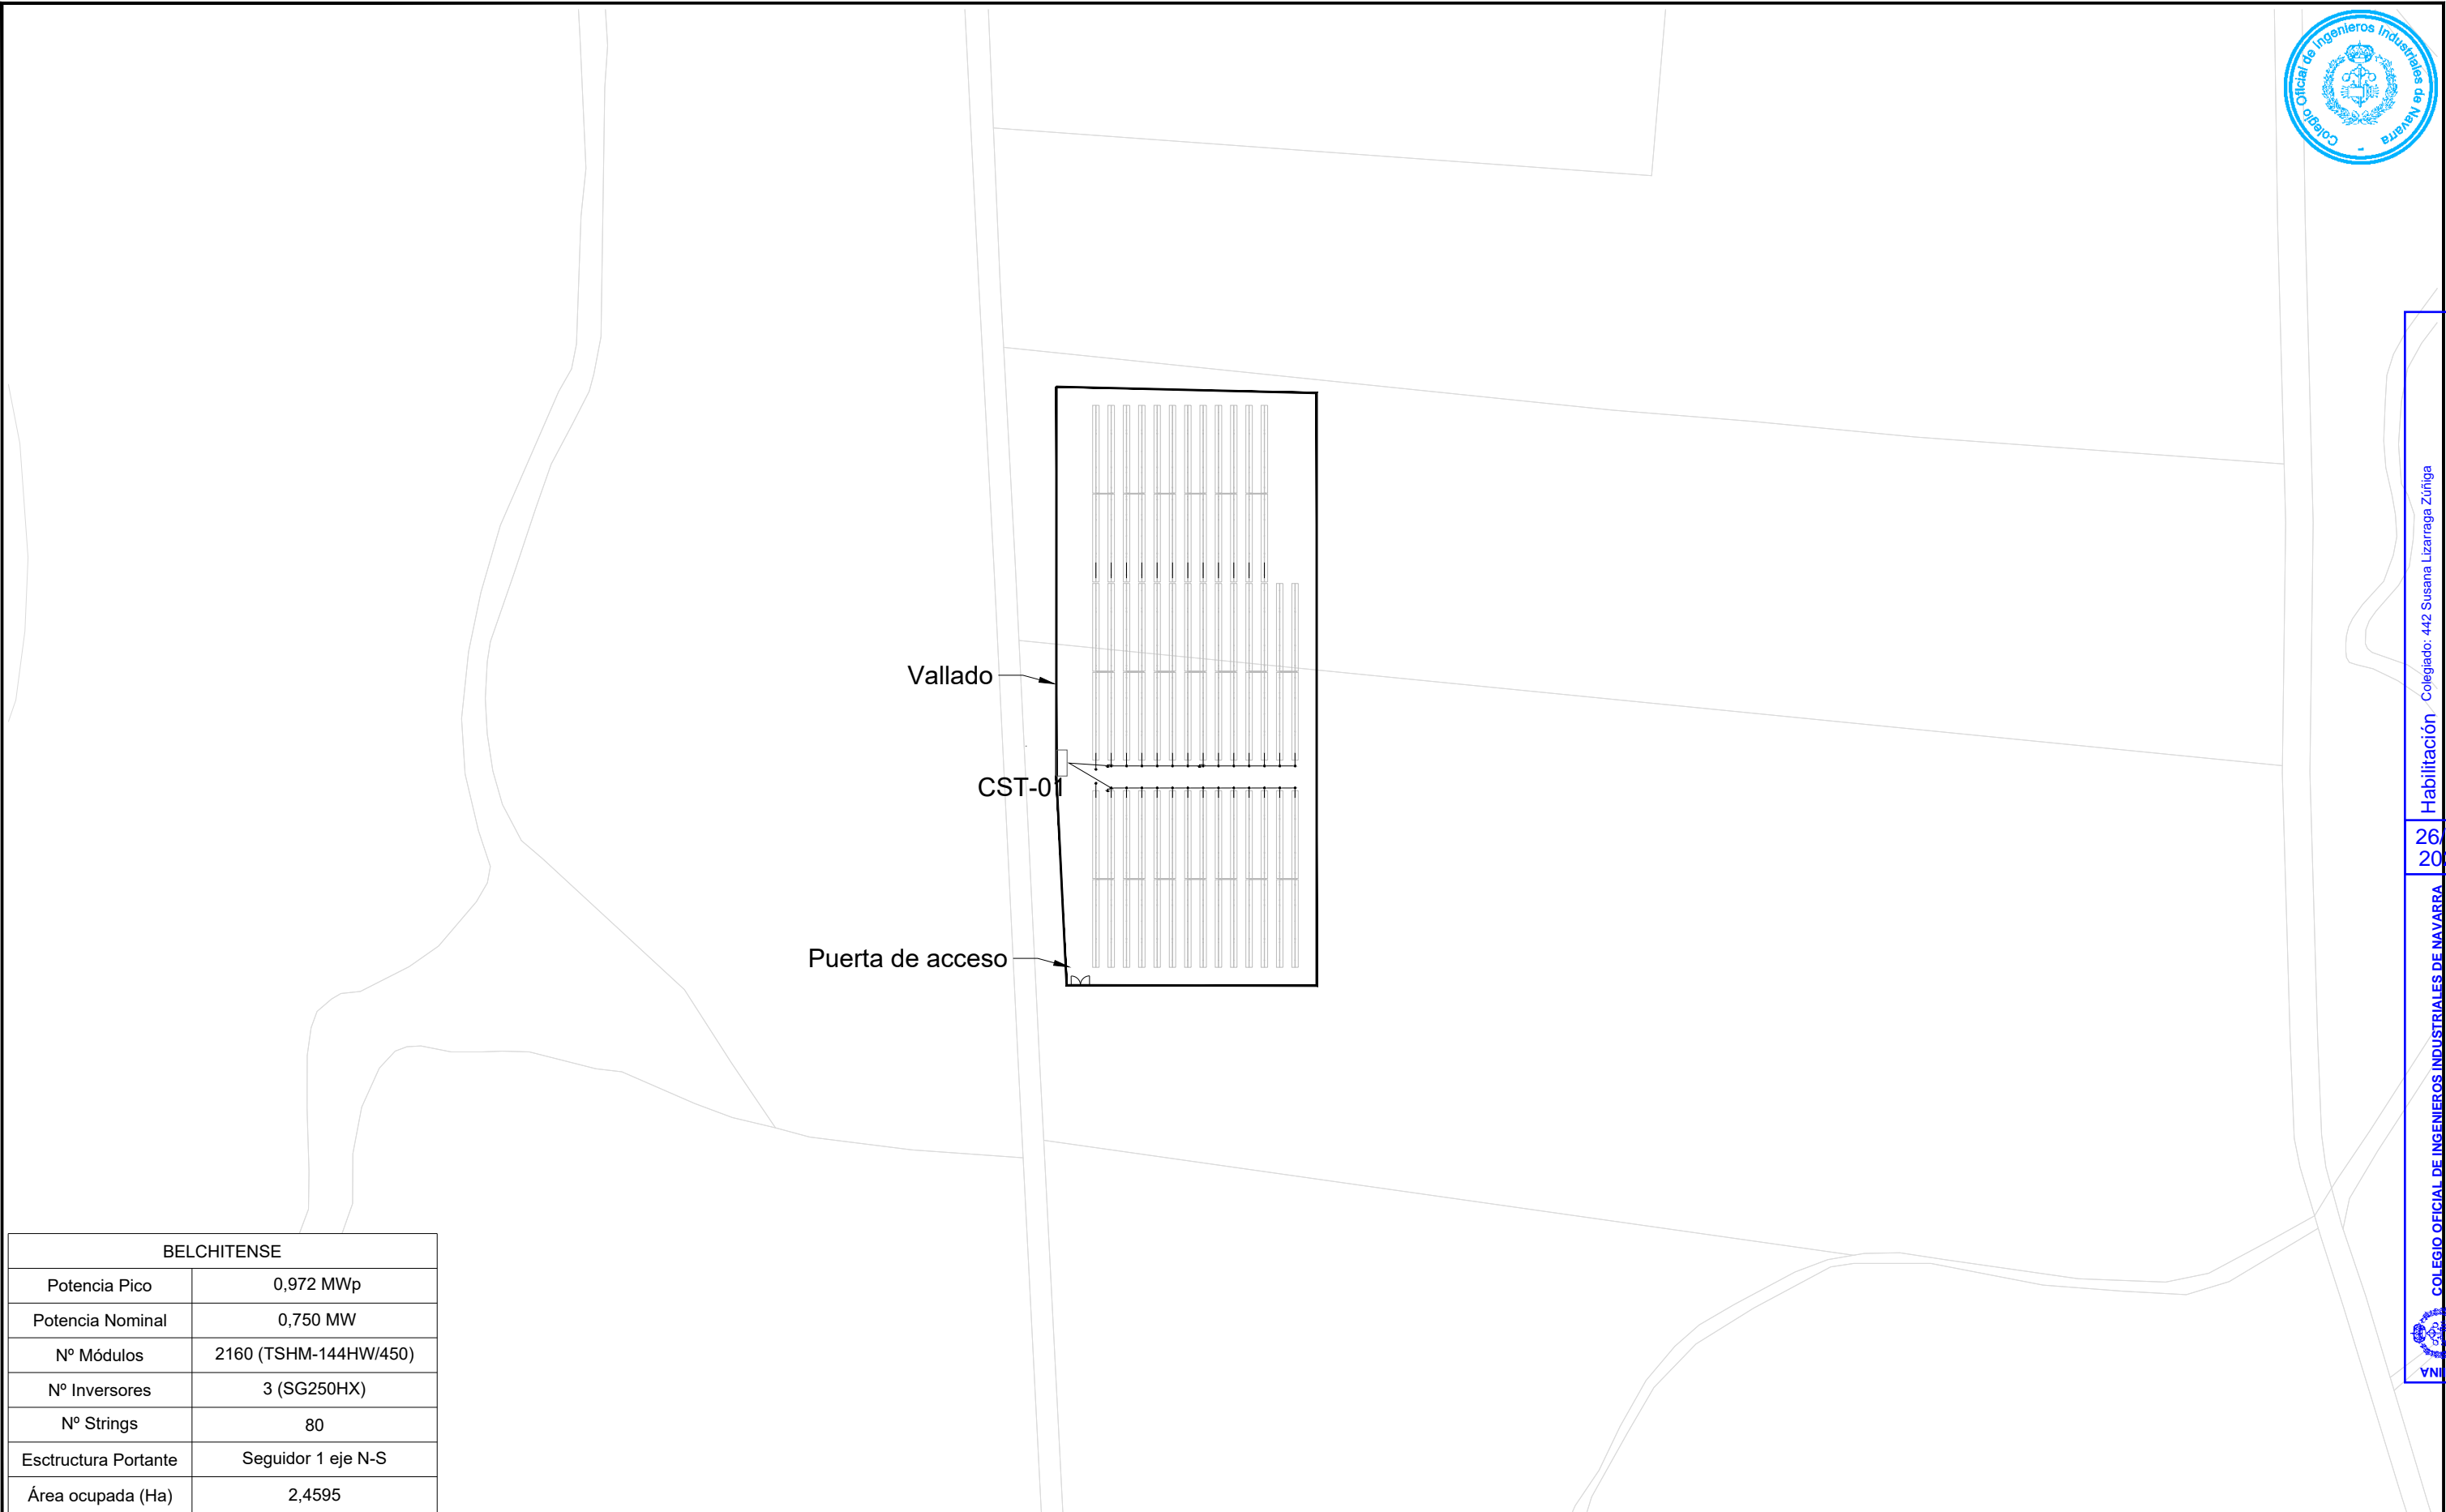 Colegio Oficial de Ingenieros Industriales de Navarra
Vallado
CST-01
Puerta de acceso
BELCHITENSE
Potencia Pico 0,972 MWp
Potencia Nominal 0,750 MW
Nº Módulos 2160 (TSHM-144HW/450)
Nº Inversores 3 (SG250HX)
Nº Strings 80
Esctructura Portante Seguidor 1 eje N-S
Área ocupada (Ha) 2,4595
Habilitación Colegiado: 442 Susana Lizarraga Zúñiga
26/
20
COLEGIO OFICIAL DE INGENIEROS INDUSTRIALES DE NAVARRA